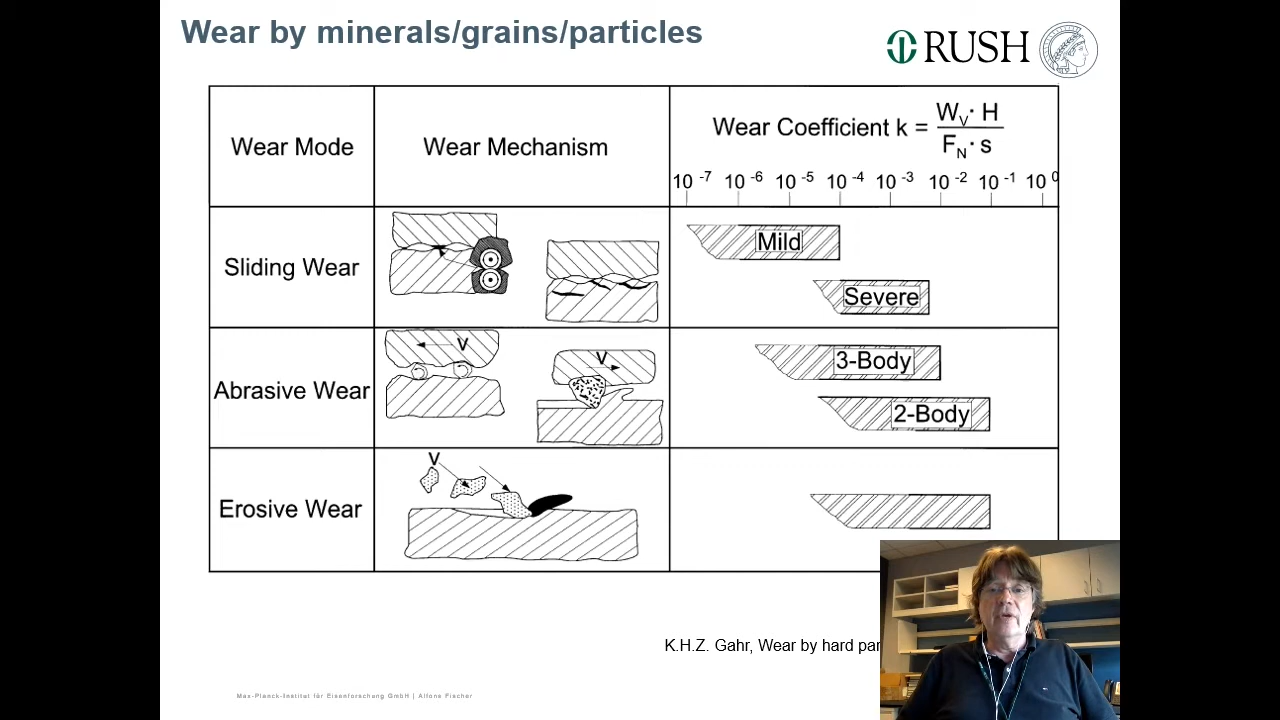 Wear by minerals/grains/particles
RUSH
Wear Mode
Wear Mechanism
Wear Coefficient k = Wv· H / FN· s
10 -7 10 -6 10 -5 10 -4 10 -3 10 -2 10 -1 10 0
Sliding Wear
Mild
Severe
Abrasive Wear
V
V
3-Body
2-Body
Erosive Wear
V
K.H.Z. Gahr, Wear by hard par
Max-Planck-Institut für Eisenforschung GmbH | Alfons Fischer